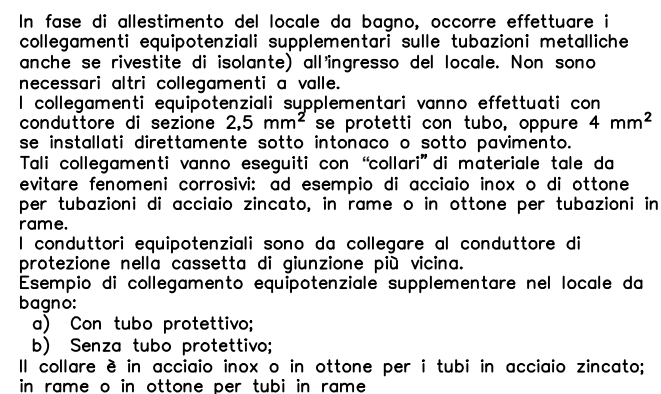 In fase di allestimento del locale da bagno, occorre effettuare i
collegamenti equipotenziali supplementari sulle tubazioni metalliche
anche se rivestite di isolante) all'ingresso del locale. Non sono
necessari altri collegamenti a valle.
I collegamenti equipotenziali supplementari vanno effettuati con
conduttore di sezione 2,5 mm² se protetti con tubo, oppure 4 mm²
se installati direttamente sotto intonaco o sotto pavimento.
Tali collegamenti vanno eseguiti con “collari” di materiale tale da
evitare fenomeni corrosivi: ad esempio di acciaio inox o di ottone
per tubazioni di acciaio zincato, in rame o in ottone per tubazioni in
rame.
I conduttori equipotenziali sono da collegare al conduttore di
protezione nella cassetta di giunzione più vicina.
Esempio di collegamento equipotenziale supplementare nel locale da
bagno:
a) Con tubo protettivo;
b) Senza tubo protettivo;
Il collare è in acciaio inox o in ottone per i tubi in acciaio zincato;
in rame o in ottone per tubi in rame